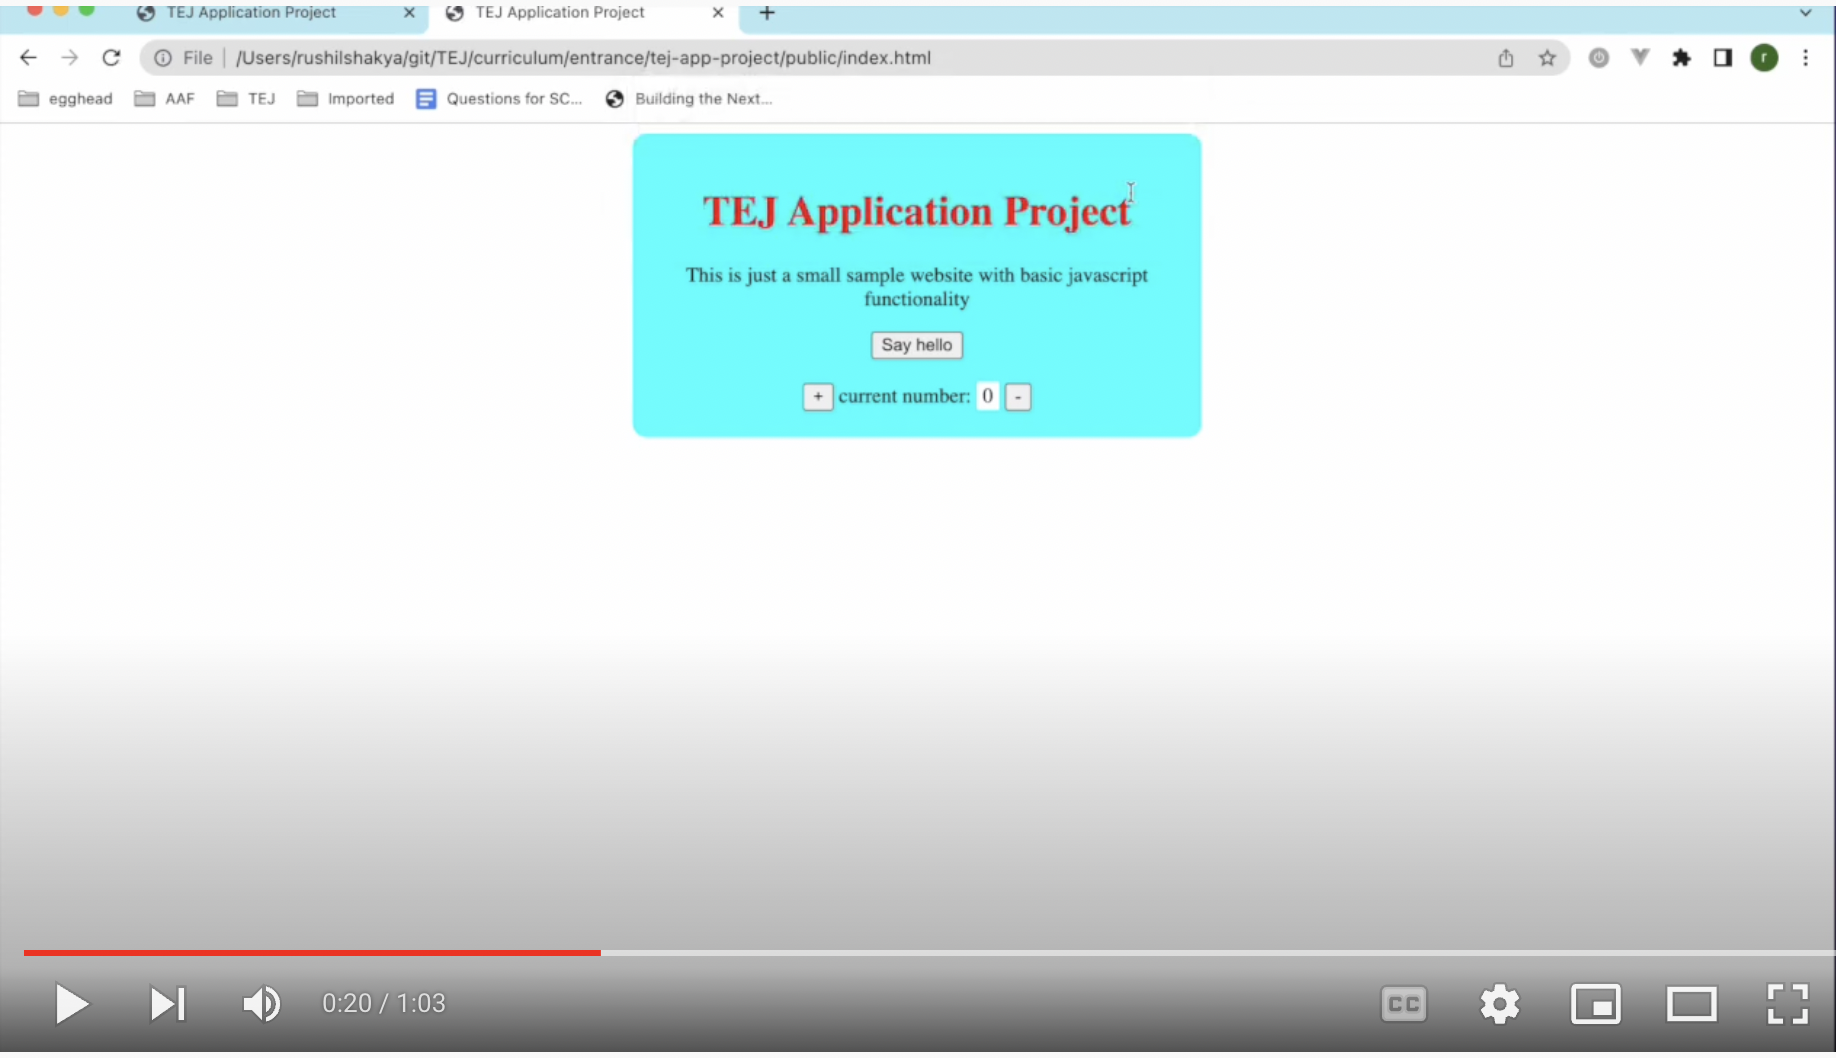 TEJ Application Project
TEJ Application Project
File /Users/rushilshakya/git/TEJ/curriculum/entrance/tej-app-project/public/index.html
r
egghead AAF TEJ Imported Questions for SC... Building the Next...
TEJ Application Project
This is just a small sample website with basic javascript
functionality
Say hello
+ current number: 0 -
0:20 / 1:03
CC